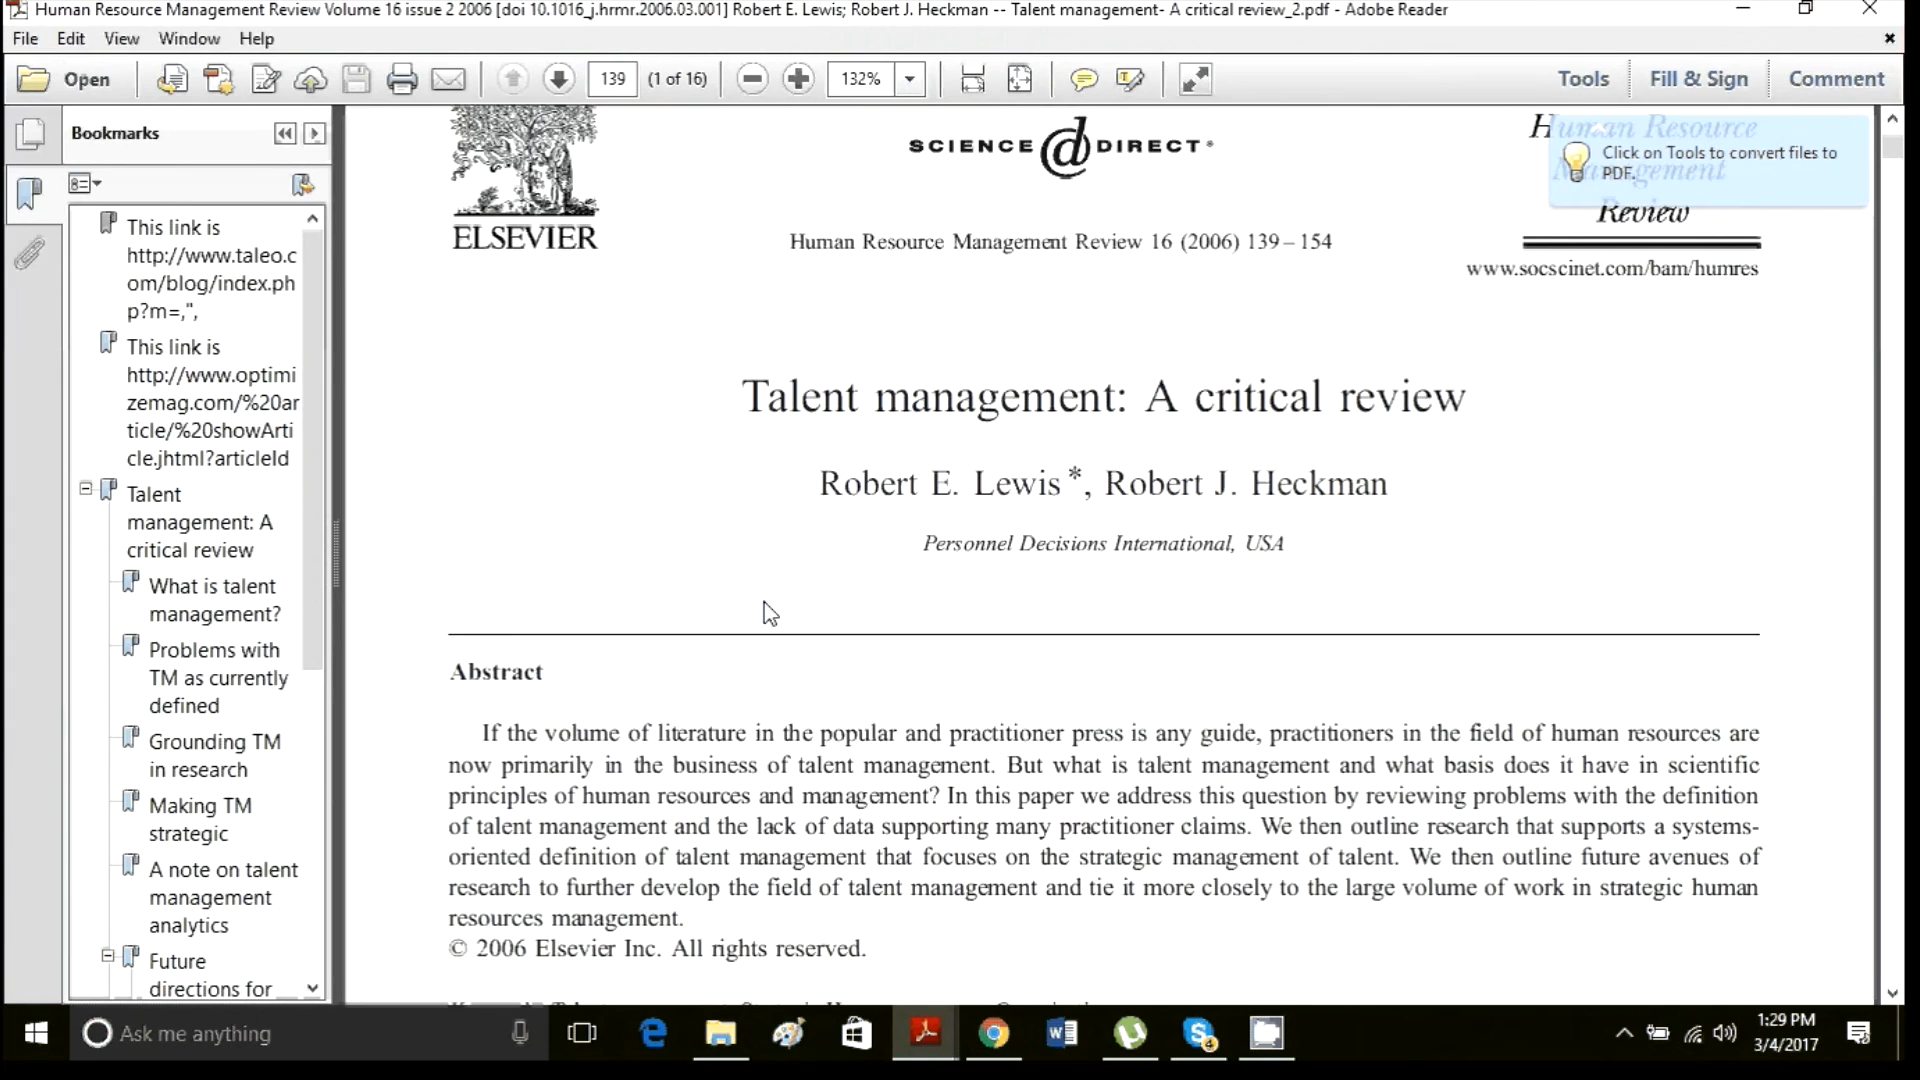 Human Resource Management Review Volume 16 issue 2 2006 [doi 10.1016_j.hrmr.2006.03.001] Robert E. Lewis; Robert J. Heckman -- Talent management- A critical review_2.pdf - Adobe Reader
File Edit View Window Help
Open 139 (1 of 16) 132% Tools Fill & Sign Comment
Bookmarks
This link is
http://www.taleo.c
om/blog/index.ph
p?m=,",
This link is
http://www.optimi
zemag.com/%20ar
ticle/%20showArti
cle.jhtml?articleId
Talent
management: A
critical review
What is talent
management?
Problems with
TM as currently
defined
Grounding TM
in research
Making TM
strategic
A note on talent
management
analytics
Future
directions for
ELSEVIER
SCIENCE d DIRECT®
Human Resource Management Review 16 (2006) 139–154
Human Resource
Management
Review
Click on Tools to convert files to
PDF.
www.socscinet.com/bam/humres
Talent management: A critical review
Robert E. Lewis *, Robert J. Heckman
Personnel Decisions International, USA
Abstract
If the volume of literature in the popular and practitioner press is any guide, practitioners in the field of human resources are
now primarily in the business of talent management. But what is talent management and what basis does it have in scientific
principles of human resources and management? In this paper we address this question by reviewing problems with the definition
of talent management and the lack of data supporting many practitioner claims. We then outline research that supports a systems-
oriented definition of talent management that focuses on the strategic management of talent. We then outline future avenues of
research to further develop the field of talent management and tie it more closely to the large volume of work in strategic human
resources management.
© 2006 Elsevier Inc. All rights reserved.
Ask me anything
4
1:29 PM
3/4/2017